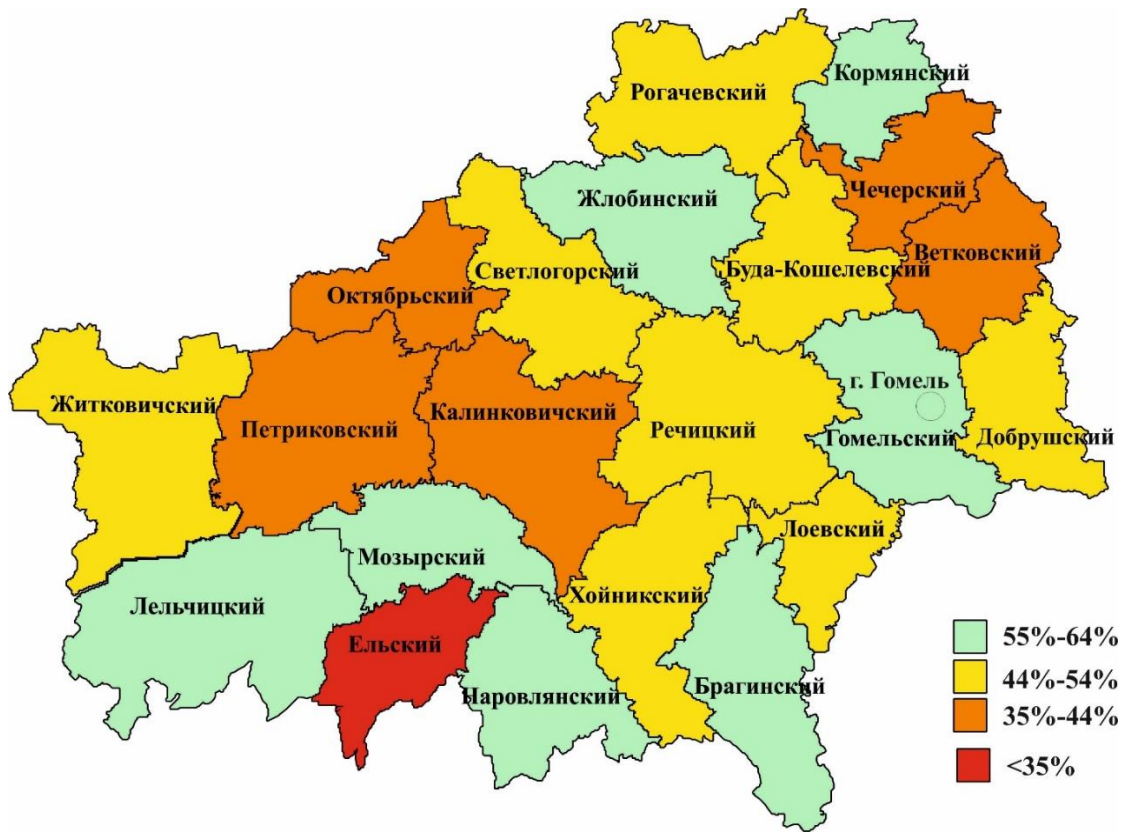 Кормянский
Рогачевский
Чечерский
Жлобинский
Ветковский
Буда-Кошелевский
Светлогорский
Октябрьский
г. Гомель
Житковичский
Калинковичский
Петриковский
Речицкий
Гомельский
Добрушский
Лоевский
Мозырский
Хойникский
Лельчицкий
Ельский
Наровлянский
Брагинский
55%-64%
44%-54%
35%-44%
<35%